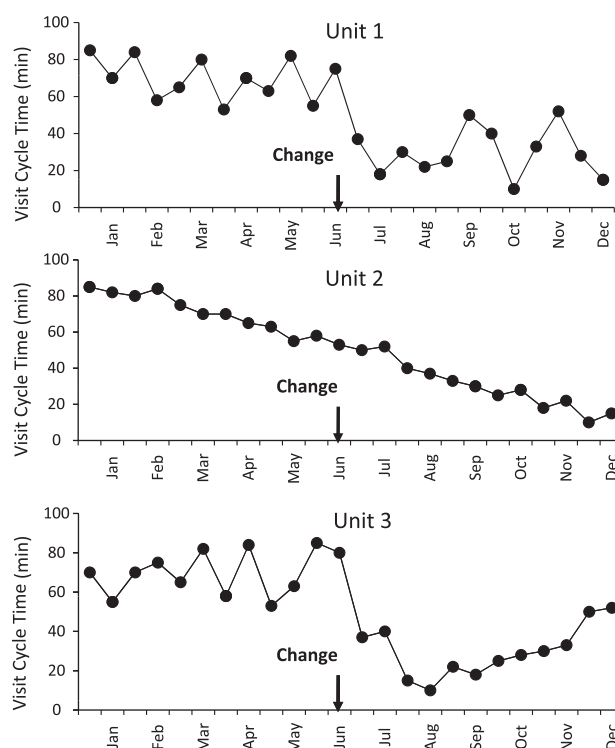 Unit 1
Visit Cycle Time (min)
100
80
60
40
20
0
Change
Jan Feb Mar Apr May Jun Jul Aug Sep Oct Nov Dec
Unit 2
Visit Cycle Time (min)
100
80
60
40
20
0
Change
Jan Feb Mar Apr May Jun Jul Aug Sep Oct Nov Dec
Unit 3
Visit Cycle Time (min)
100
80
60
40
20
0
Change
Jan Feb Mar Apr May Jun Jul Aug Sep Oct Nov Dec